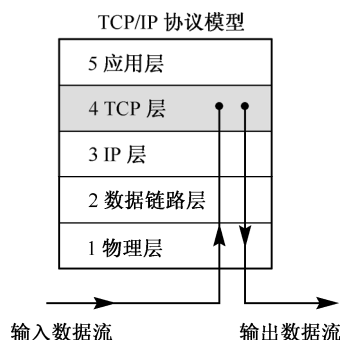 TCP/IP 协议模型
5 应用层
4 TCP 层
3 IP 层
2 数据链路层
1 物理层
输入数据流
输出数据流